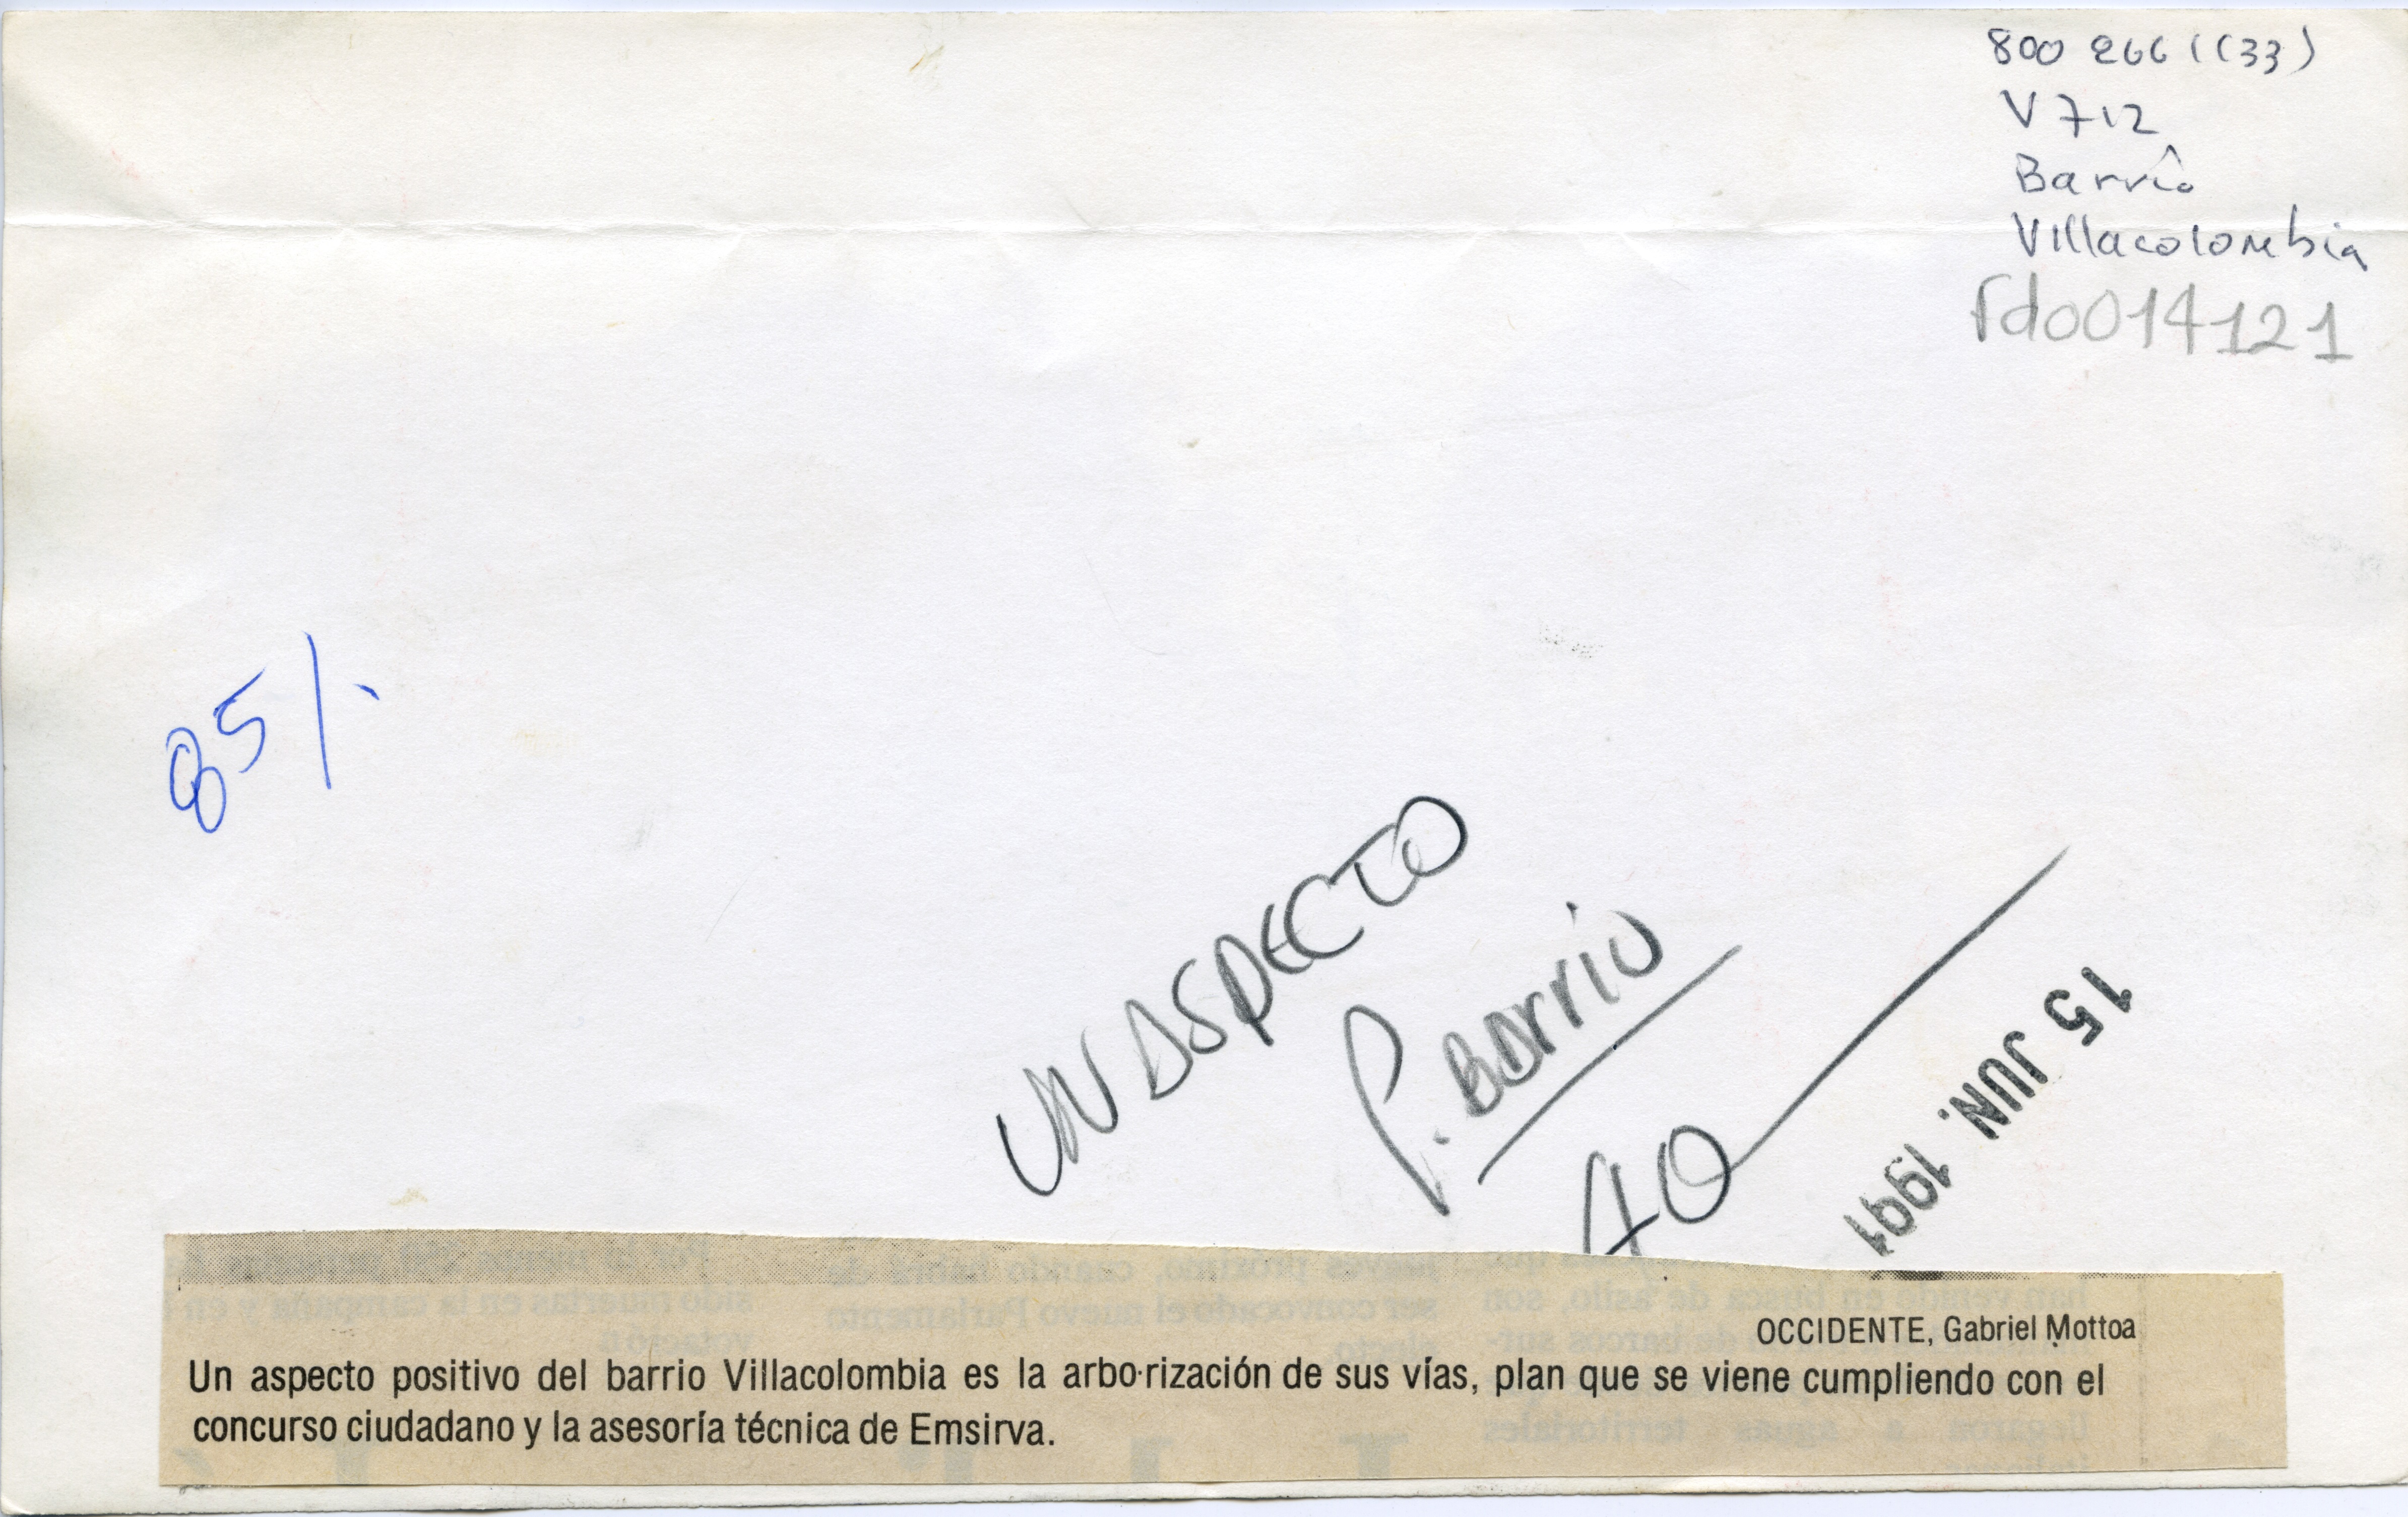 800 266 ((33)
V712
Barrio
Villacolombia
fdo014121
85 %
UN ASPECTO
P. BARRIO
40
15 JUN. 1991
OCCIDENTE, Gabriel Mottoa
Un aspecto positivo del barrio Villacolombia es la arbo·rización de sus vías, plan que se viene cumpliendo con el
concurso ciudadano y la asesoría técnica de Emsirva.